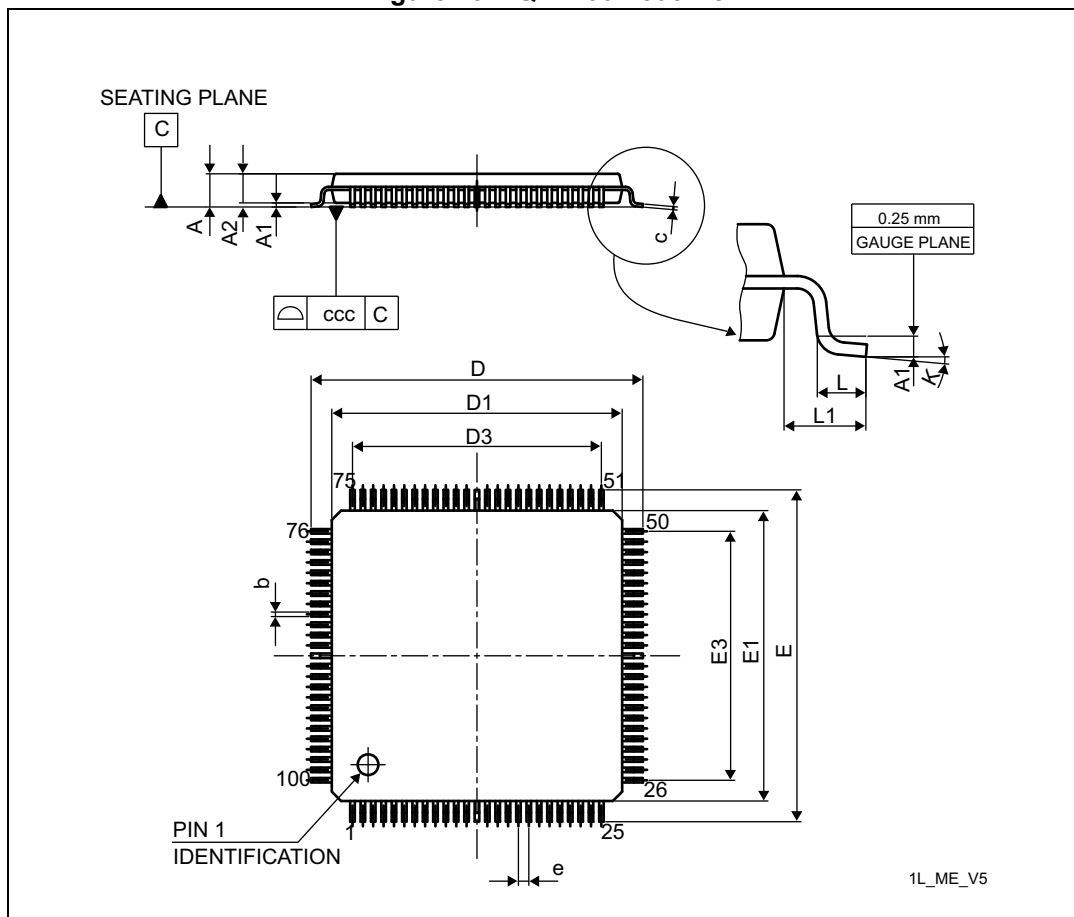 SEATING PLANE
C
A
A2
A1
c
0.25 mm
GAUGE PLANE
ccc C
A1
K
L
L1
D
D1
D3
75
51
76
50
b
E3
E1
E
100
26
PIN 1
IDENTIFICATION
1
25
e
1L_ME_V5